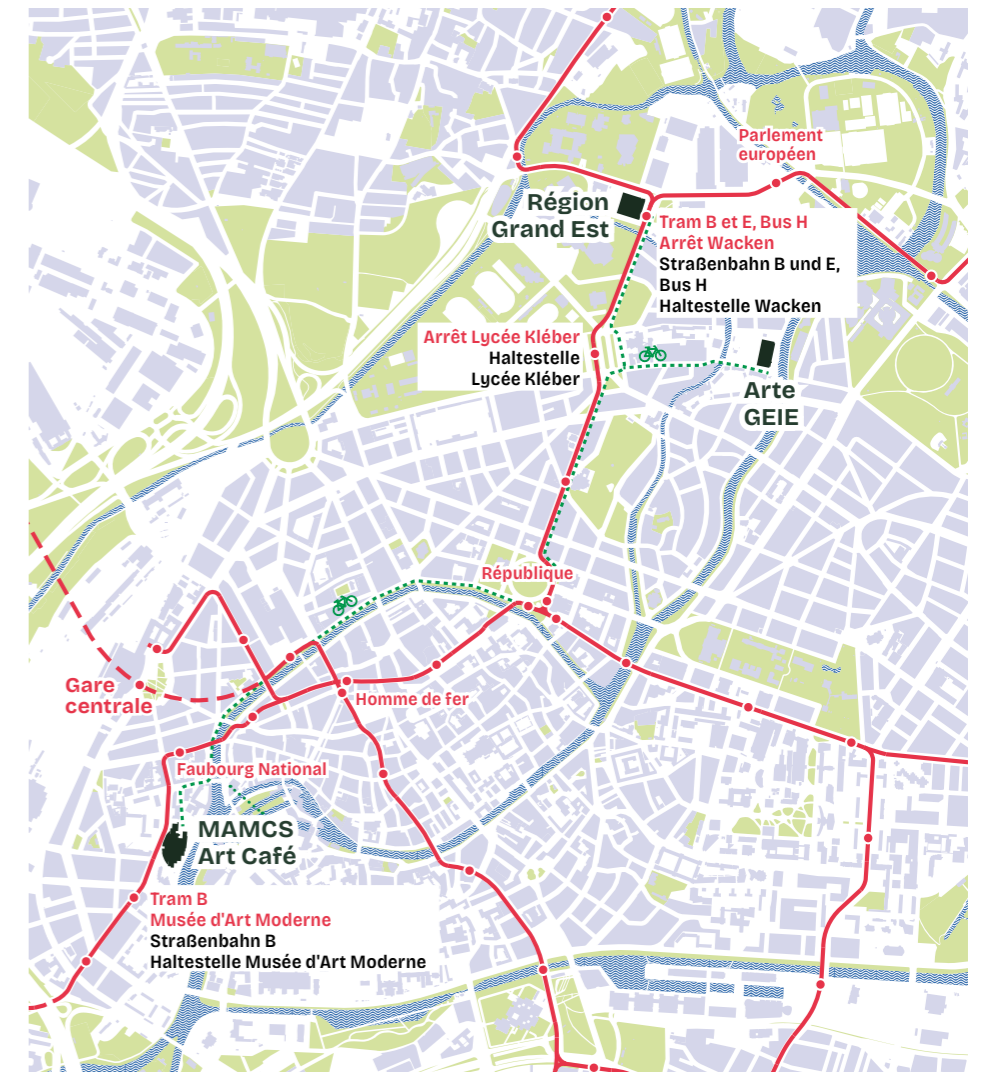 Parlement
européen
Région
Grand Est
Tram B et E, Bus H
Arrêt Wacken
Straßenbahn B und E,
Bus H
Haltestelle Wacken
Arrêt Lycée Kléber
Haltestelle
Lycée Kléber
Arte
GEIE
République
Gare
centrale
Homme de fer
Faubourg National
MAMCS
Art Café
Tram B
Musée d'Art Moderne
Straßenbahn B
Haltestelle Musée d'Art Moderne